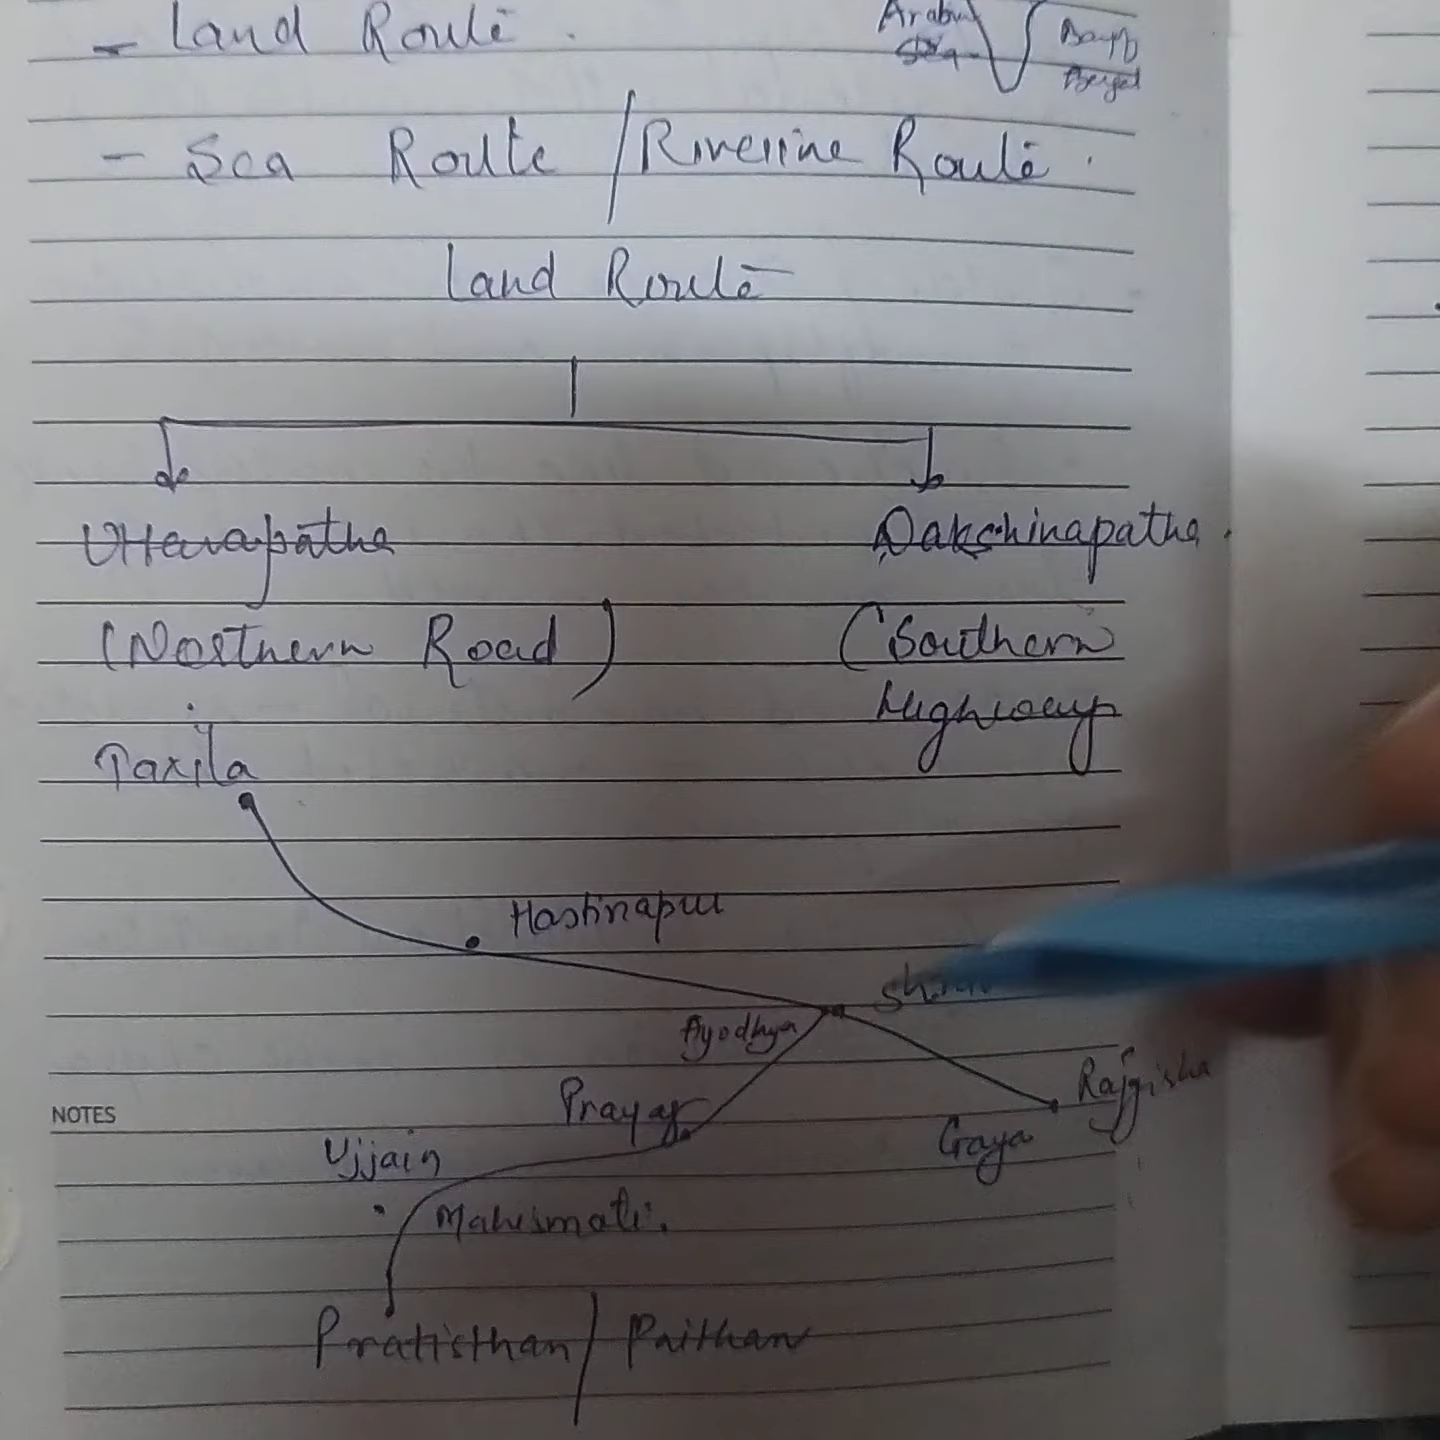 - Land Route.
Arabian
Sea
Bay of
Bengal
- Sea Route / Riverine Route.
Land Route
Uttarapatha
Dakshinapatha.
(Northern Road)
(Southern
Highway
Taxila
Hastinapur
Ayodhya
Rajgriha
Prayag
Gaya
Ujjain
Mahismati.
NOTES
Pratisthan / Paithan